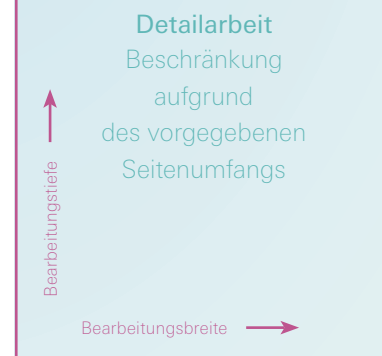 Detailarbeit
Beschränkung
aufgrund
des vorgegebenen
Seitenumfangs
Bearbeitungstiefe
Bearbeitungsbreite